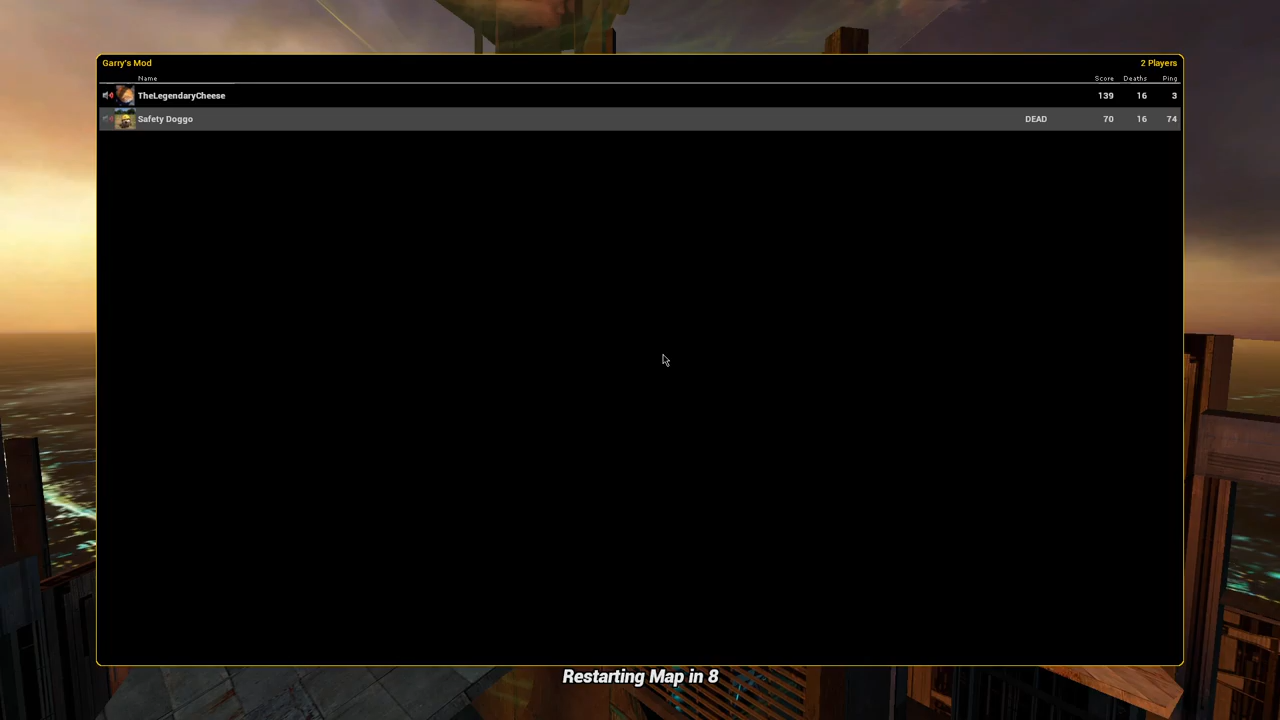 Garry's Mod 2 Players
Name Score Deaths Ping
TheLegendaryCheese 139 16 3
Safety Doggo DEAD 70 16 74
Restarting Map in 8